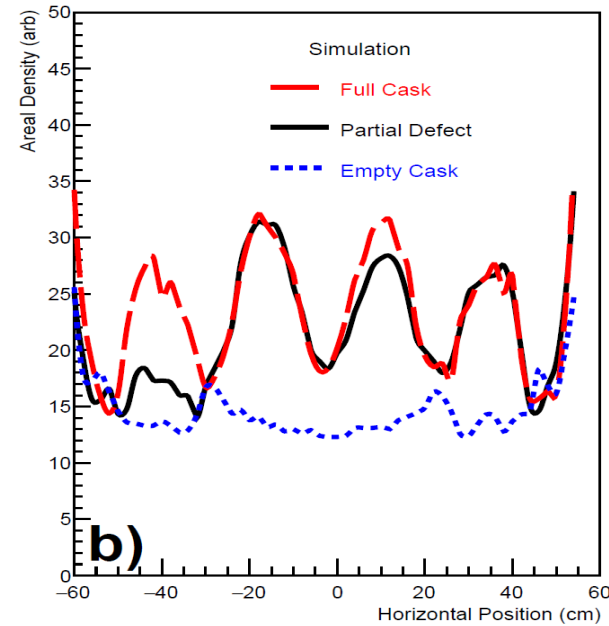 Areal Density (arb)
50
45
40
35
30
25
20
15
10
5
0
Simulation
Full Cask
Partial Defect
Empty Cask
b)
−60 −40 −20 0 20 40 60
Horizontal Position (cm)